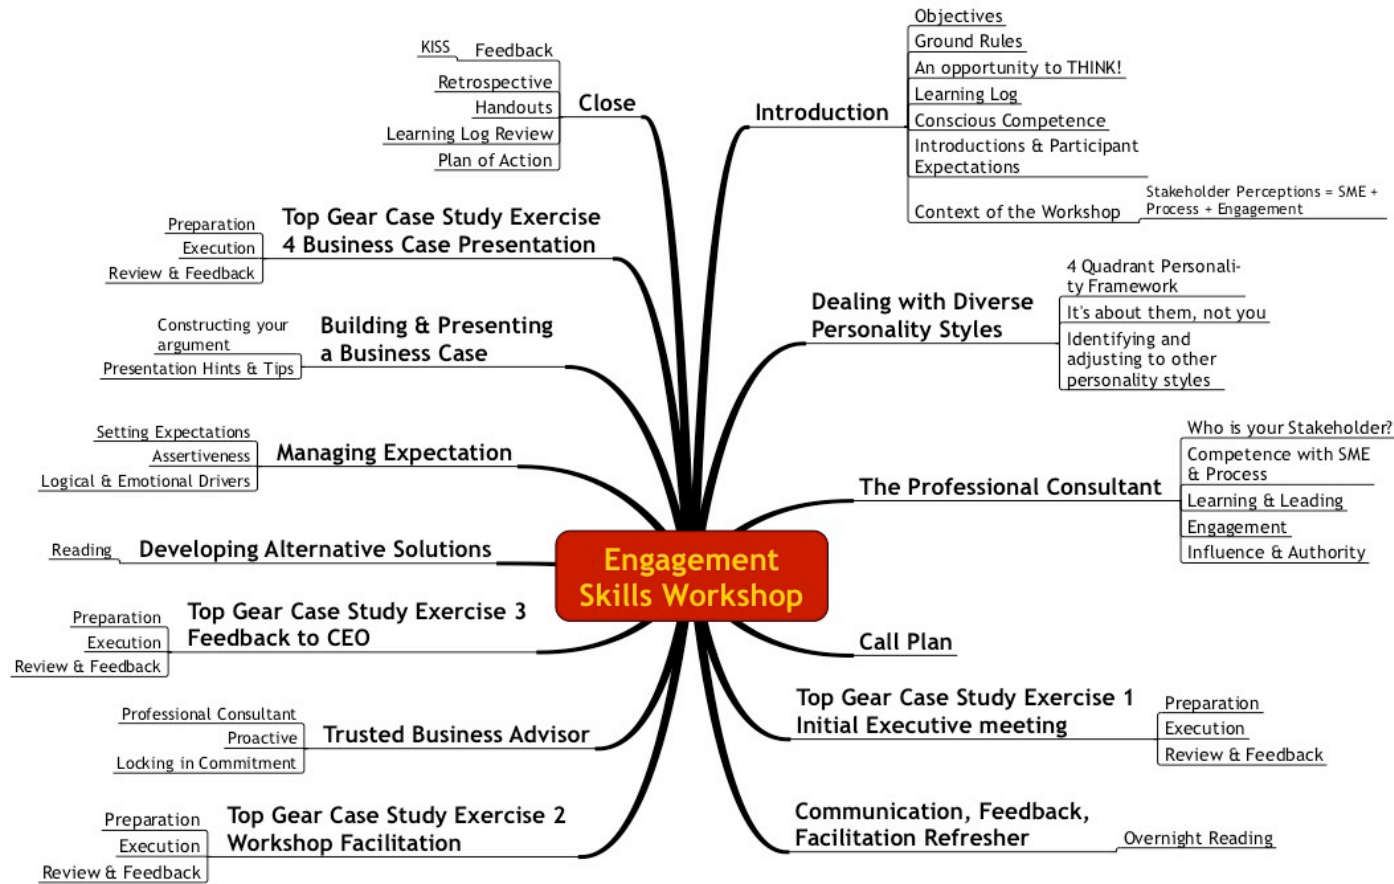 Engagement
Skills Workshop
Introduction
Objectives
Ground Rules
An opportunity to THINK!
Learning Log
Conscious Competence
Introductions & Participant
Expectations
Context of the Workshop
Stakeholder Perceptions = SME +
Process + Engagement
Dealing with Diverse
Personality Styles
4 Quadrant Personali-
ty Framework
It's about them, not you
Identifying and
adjusting to other
personality styles
The Professional Consultant
Who is your Stakeholder?
Competence with SME
& Process
Learning & Leading
Engagement
Influence & Authority
Call Plan
Top Gear Case Study Exercise 1
Initial Executive meeting
Preparation
Execution
Review & Feedback
Communication, Feedback,
Facilitation Refresher
Overnight Reading
Top Gear Case Study Exercise 2
Workshop Facilitation
Preparation
Execution
Review & Feedback
Trusted Business Advisor
Professional Consultant
Proactive
Locking in Commitment
Top Gear Case Study Exercise 3
Feedback to CEO
Preparation
Execution
Review & Feedback
Developing Alternative Solutions
Reading
Managing Expectation
Setting Expectations
Assertiveness
Logical & Emotional Drivers
Building & Presenting
a Business Case
Constructing your
argument
Presentation Hints & Tips
Top Gear Case Study Exercise
4 Business Case Presentation
Preparation
Execution
Review & Feedback
Close
Feedback
KISS
Retrospective
Handouts
Learning Log Review
Plan of Action